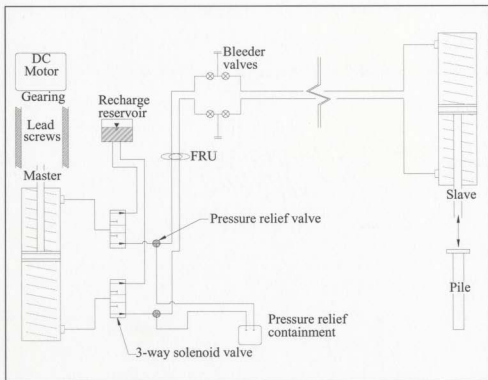 DC
Motor
Gearing
Lead
screws
Master
Recharge
reservoir
Bleeder
valves
FRU
Pressure relief valve
Slave
Pile
Pressure relief
containment
3-way solenoid valve